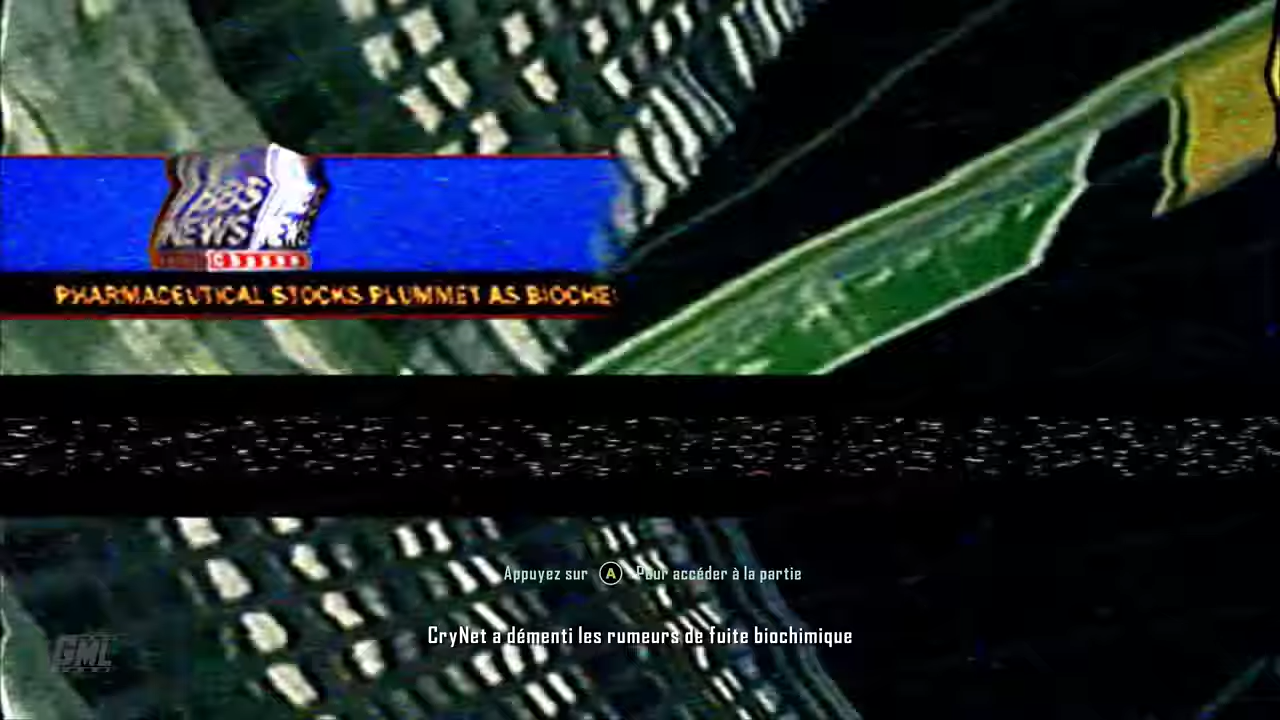 BBS
NEWS
PHARMACEUTICAL STOCKS PLUMMET AS BIOCHE
Appuyez sur A Pour accéder à la partie
CryNet a démenti les rumeurs de fuite biochimique
GML